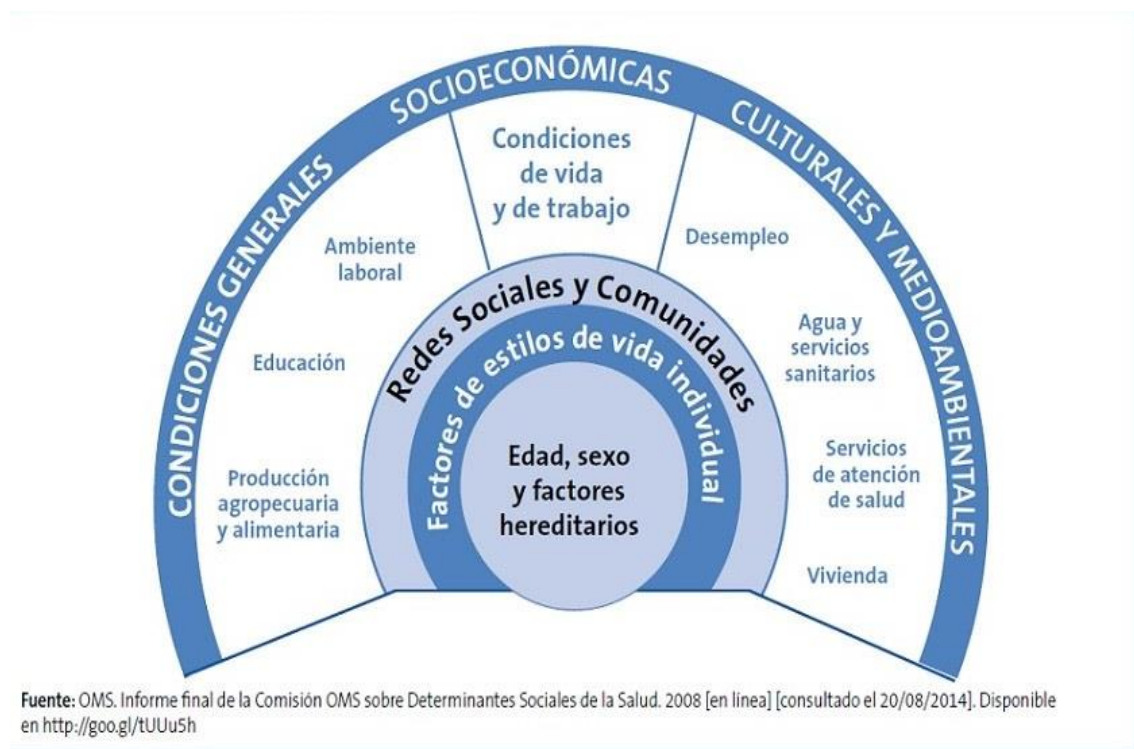 CONDICIONES GENERALES SOCIOECONÓMICAS CULTURALES Y MEDIOAMBIENTALES
Condiciones
de vida
y de trabajo
Ambiente
laboral
Educación
Producción
agropecuaria
y alimentaria
Desempleo
Agua y
servicios
sanitarios
Servicios
de atención
de salud
Vivienda
Redes Sociales y Comunidades
Factores de estilos de vida individual
Edad, sexo
y factores
hereditarios
Fuente: OMS. Informe final de la Comisión OMS sobre Determinantes Sociales de la Salud. 2008 [en línea] [consultado el 20/08/2014]. Disponible
en http://goo.gl/tUUu5h